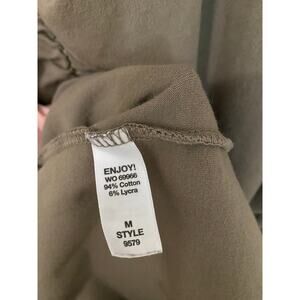 ENJOY!
WO 69966
94% Cotton
6% Lycra
M
STYLE
9579